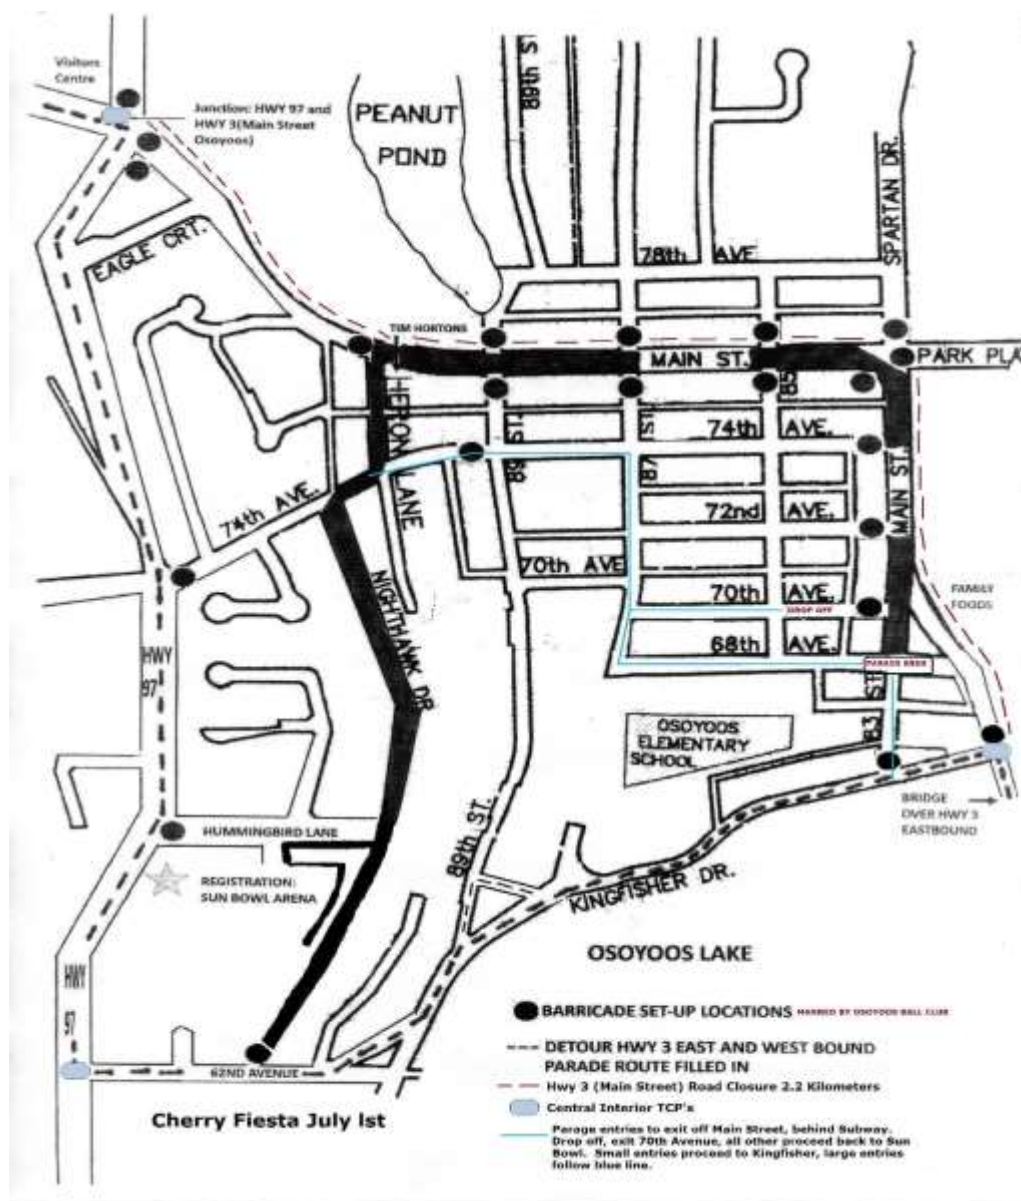 Visitors
Centre
Junction: HWY 97 and
HWY 3(Main Street
Osoyoos)
PEANUT
POND
89th ST
SPARTAN DR.
EAGLE CRT.
78th AVE
TIM HORTONS
MAIN ST.
PARK PLA
HERON LANE
85
74th AVE.
89 ST.
87 ST.
MAIN ST.
74th AVE.
72nd AVE.
NIGHTHAWK DR.
70th AVE
70th AVE.
DROP OFF
FAMILY
FOODS
68th AVE.
PARADE AREA
HWY
97
83 ST.
OSOYOOS
ELEMENTARY
SCHOOL
BRIDGE
OVER HWY 3
EASTBOUND
HUMMINGBIRD LANE
89th ST.
REGISTRATION:
SUN BOWL ARENA
KINGFISHER DR.
OSOYOOS LAKE
HWY
97
BARRICADE SET-UP LOCATIONS MANNED BY OSOYOOS BALL CLUB
DETOUR HWY 3 EAST AND WEST BOUND
PARADE ROUTE FILLED IN
62ND AVENUE
Hwy 3 (Main Street) Road Closure 2.2 Kilometers
Central Interior TCP's
Cherry Fiesta July Ist
Parage entries to exit off Main Street, behind Subway.
Drop off, exit 70th Avenue, all other proceed back to Sun
Bowl. Small entries proceed to Kingfisher, large entries
follow blue line.